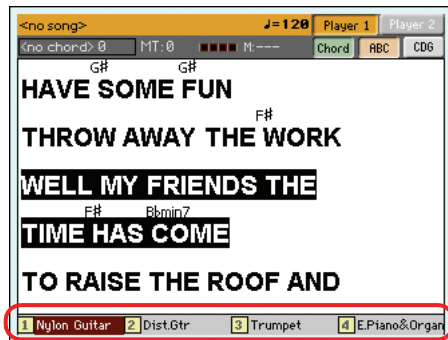 <no song> ♩=120 Player 1 Player 2
<no chord> 0 MT:0 M:--- Chord ABC CDG
G# G#
HAVE SOME FUN
F#
THROW AWAY THE WORK
WELL MY FRIENDS THE
F# Bbmin7
TIME HAS COME
TO RAISE THE ROOF AND
1 Nylon Guitar 2 Dist.Gtr 3 Trumpet 4 E.Piano&Organ